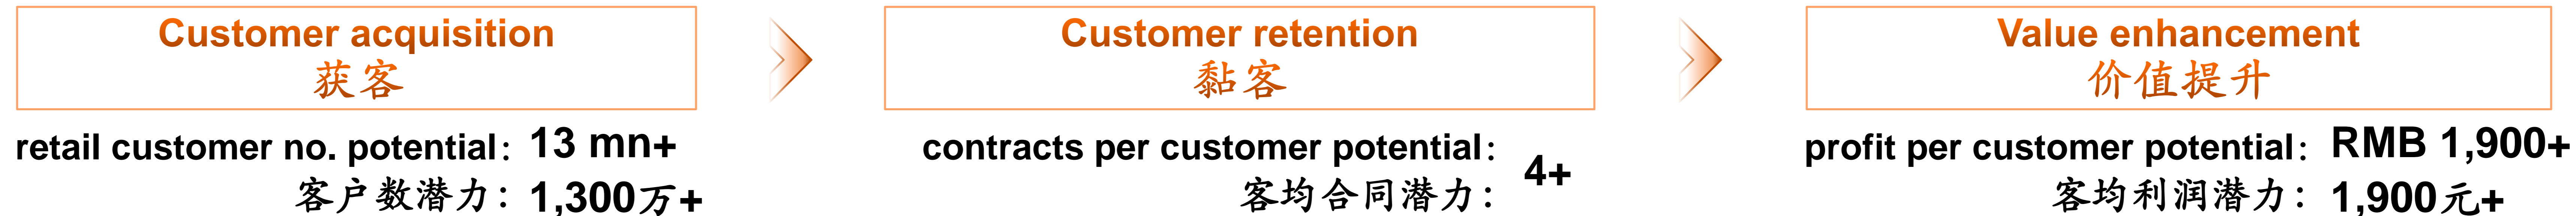 Customer acquisition
获客
retail customer no. potential: 13 mn+
客户数潜力: 1,300万+
Customer retention
黏客
contracts per customer potential:
客均合同潜力:
4+
Value enhancement
价值提升
profit per customer potential: RMB 1,900+
客均利润潜力: 1,900元+